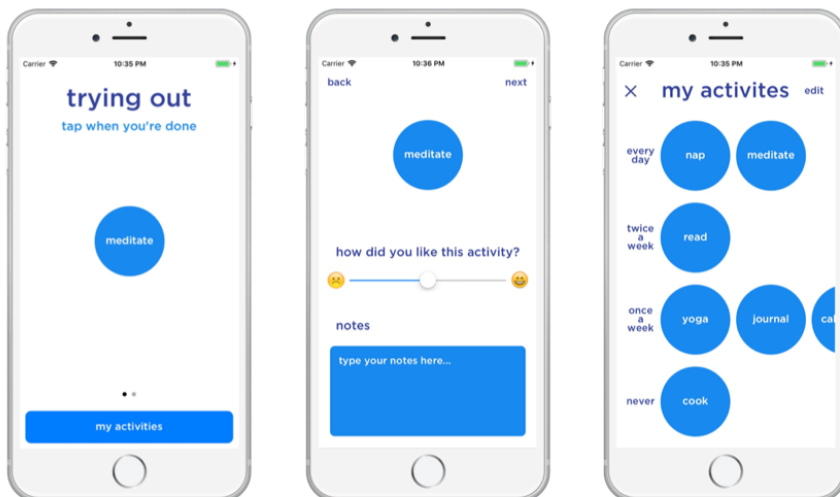 Carrier 10:35 PM
trying out
tap when you're done
meditate
my activities
Carrier 10:36 PM
back next
meditate
how did you like this activity?
notes
type your notes here...
Carrier 10:35 PM
my activites edit
every
day
nap meditate
twice
a
week
read
once
a
week
yoga journal
never
cook